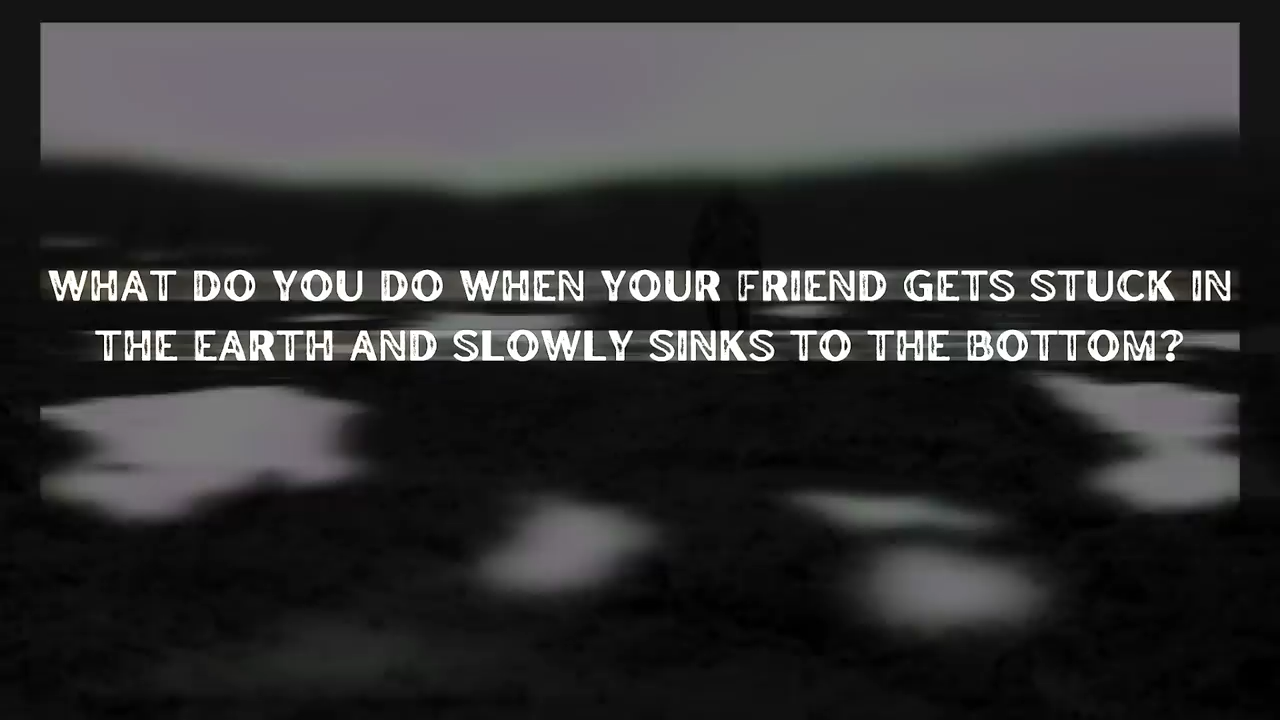 WHAT DO YOU DO WHEN YOUR FRIEND GETS STUCK IN
THE EARTH AND SLOWLY SINKS TO THE BOTTOM?